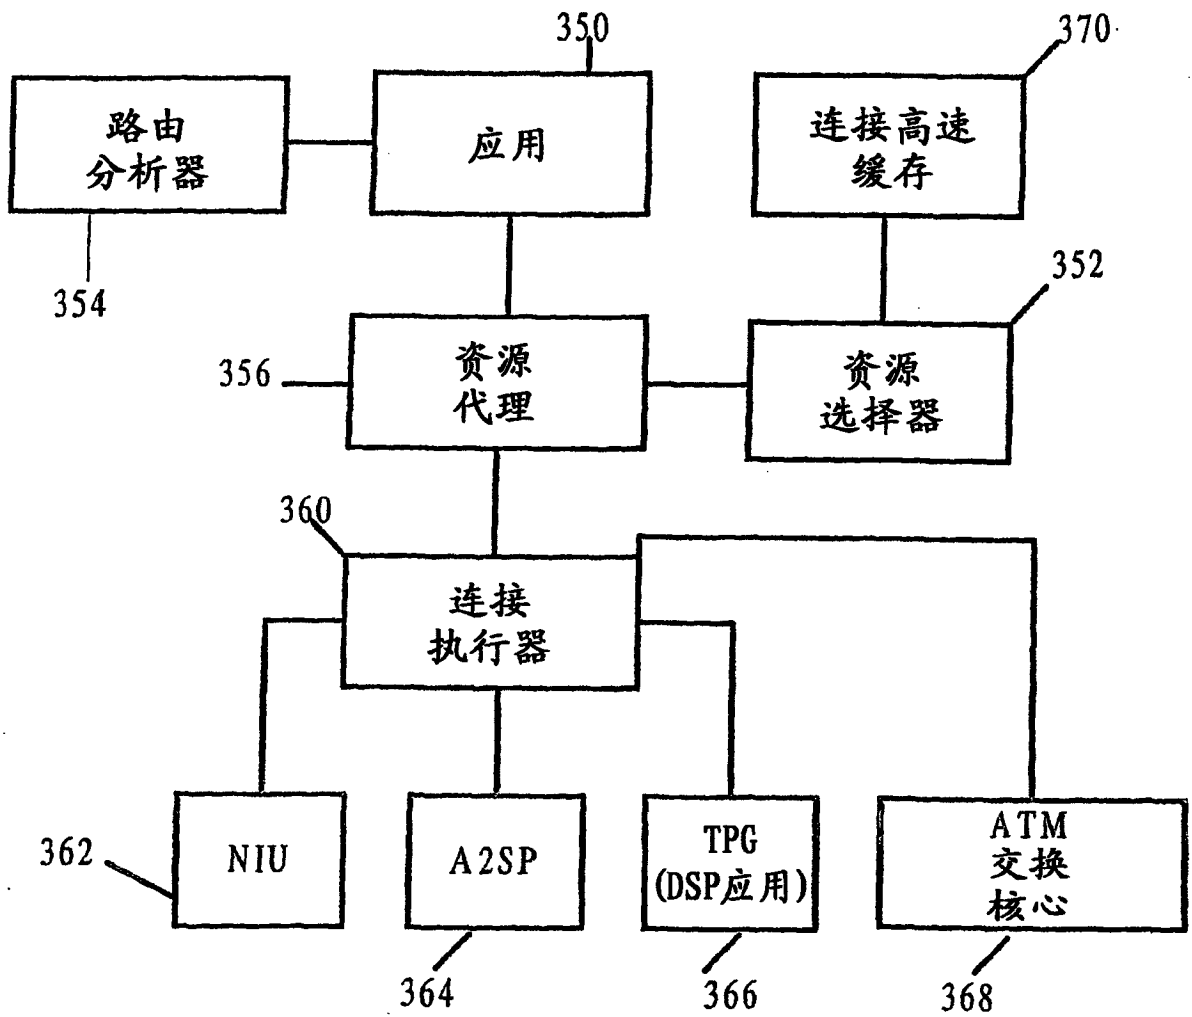 350
370
路由
分析器
应用
连接高速
缓存
354
352
356
资源
代理
资源
选择器
360
连接
执行器
362
NIU
A2SP
TPG
(DSP应用)
ATM
交换
核心
364
366
368